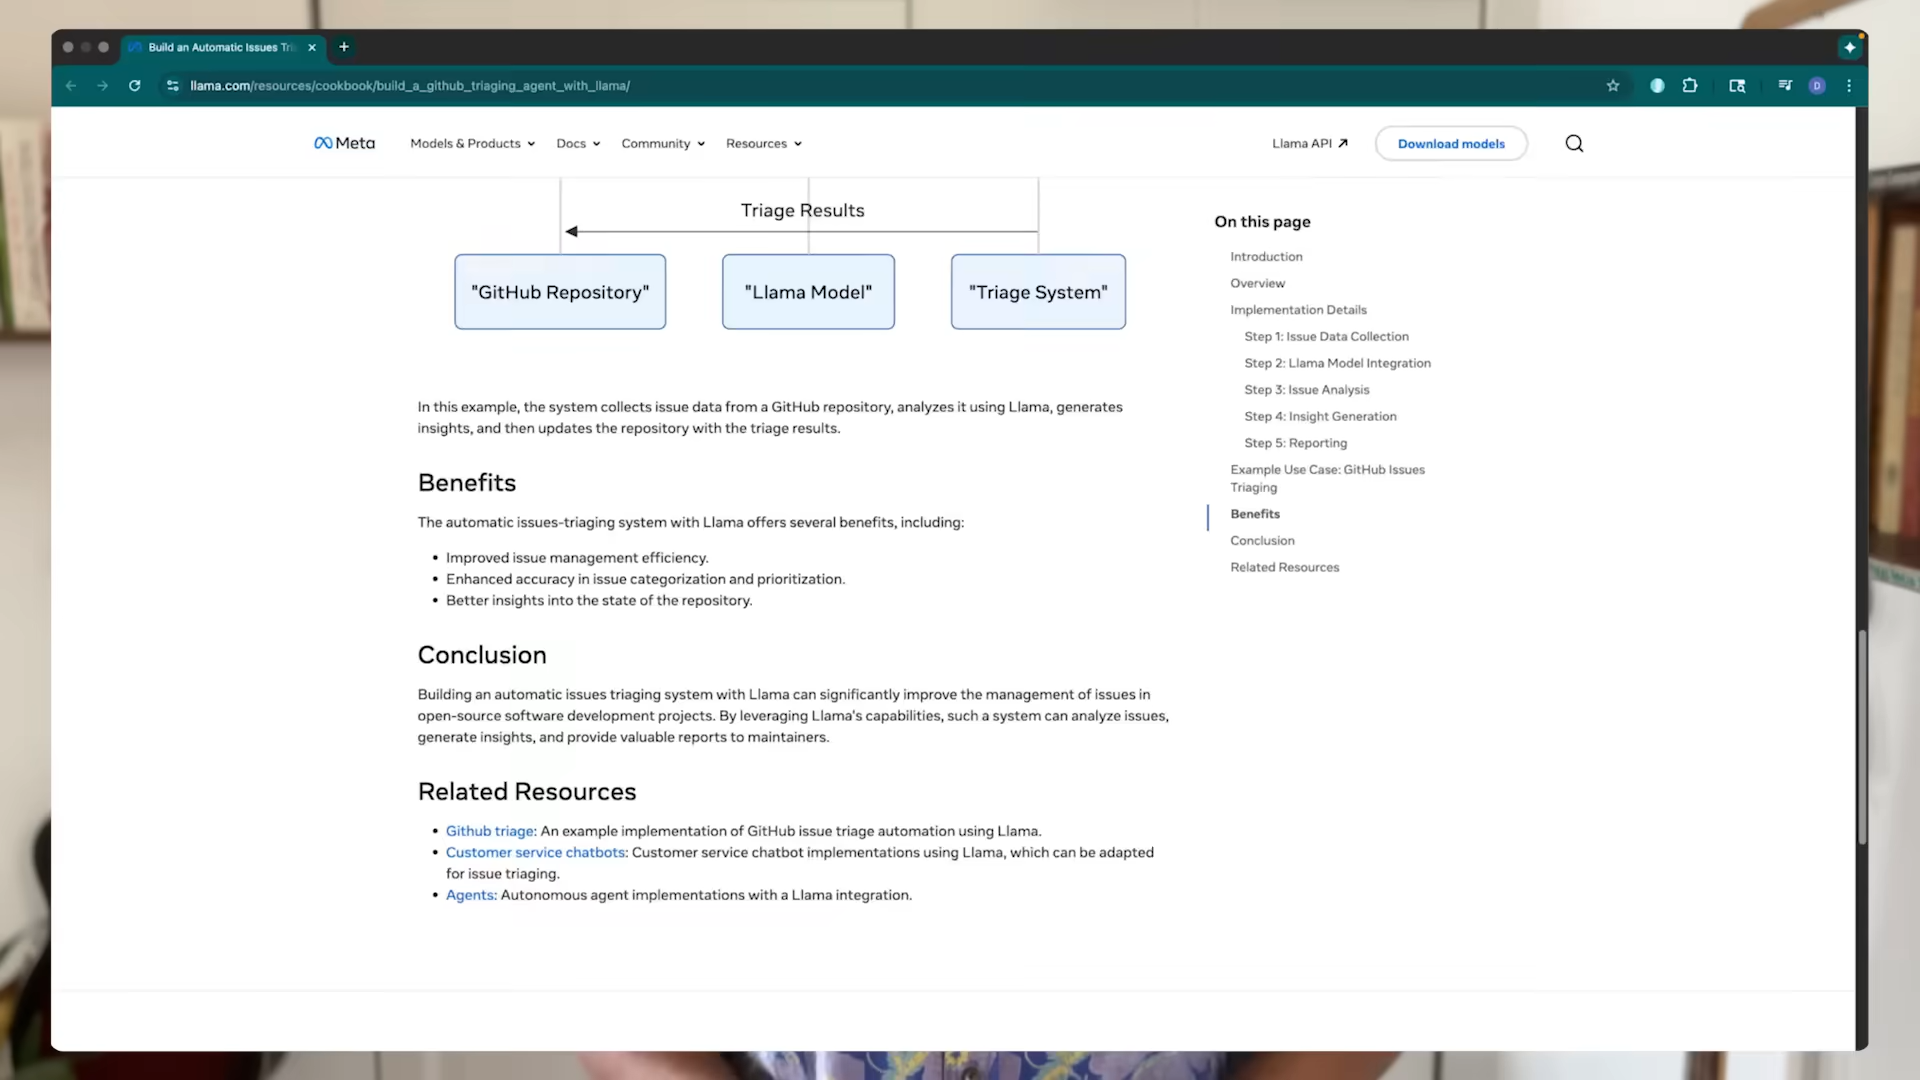 Build an Automatic Issues Tri
llama.com/resources/cookbook/build_a_github_triaging_agent_with_llama/
D
Meta
Models & Products
Docs
Community
Resources
Llama API
Download models
Triage Results
"GitHub Repository"
"Llama Model"
"Triage System"
In this example, the system collects issue data from a GitHub repository, analyzes it using Llama, generates
insights, and then updates the repository with the triage results.
Benefits
The automatic issues-triaging system with Llama offers several benefits, including:
• Improved issue management efficiency.
• Enhanced accuracy in issue categorization and prioritization.
• Better insights into the state of the repository.
Conclusion
Building an automatic issues triaging system with Llama can significantly improve the management of issues in
open-source software development projects. By leveraging Llama's capabilities, such a system can analyze issues,
generate insights, and provide valuable reports to maintainers.
Related Resources
• Github triage: An example implementation of GitHub issue triage automation using Llama.
• Customer service chatbots: Customer service chatbot implementations using Llama, which can be adapted
for issue triaging.
• Agents: Autonomous agent implementations with a Llama integration.
On this page
Introduction
Overview
Implementation Details
Step 1: Issue Data Collection
Step 2: Llama Model Integration
Step 3: Issue Analysis
Step 4: Insight Generation
Step 5: Reporting
Example Use Case: GitHub Issues
Triaging
Benefits
Conclusion
Related Resources